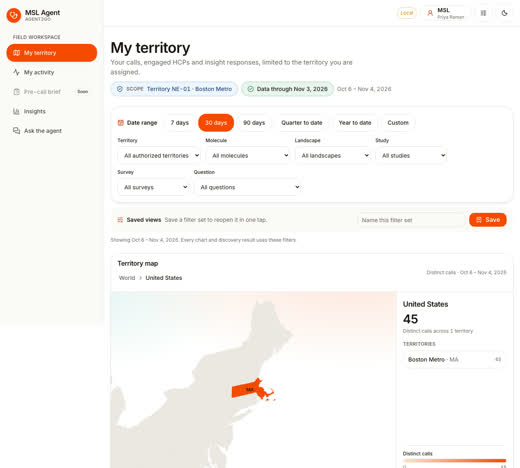 MSL Agent
AGENT2GO
FIELD WORKSPACE
My territory
My activity
Pre-call brief
Soon
Insights
Ask the agent
Local
MSL
Priya Raman
My territory
Your calls, engaged HCPs and insight responses, limited to the territory you are
assigned.
SCOPE Territory NE-01 · Boston Metro
Data through Nov 3, 2026
Oct 6 – Nov 4, 2026
Date range
7 days
30 days
90 days
Quarter to date
Year to date
Custom
Territory
Molecule
Landscape
Study
All authorized territories
All molecules
All landscapes
All studies
Survey
Question
All surveys
All questions
Saved views Save a filter set to reopen it in one tap.
Name this filter set
Save
Showing Oct 6 – Nov 4, 2026. Every chart and discovery result uses these filters.
Territory map
World › United States
Distinct calls · Oct 6 – Nov 4, 2026
MA
United States
45
Distinct calls across 1 territory
TERRITORIES
Boston Metro · MA
45
Distinct calls
0
45